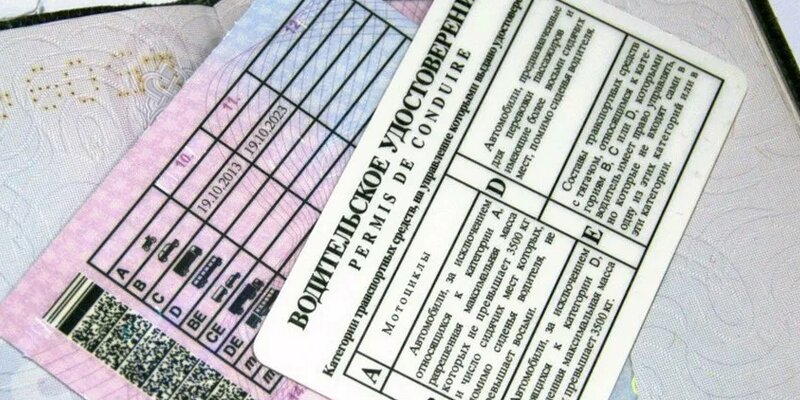 12.
11.
10.
19.10.2013
19.10.2023
A
B
C
D
BE
CE
DE
ВОДИТЕЛЬСКОЕ УДОСТОВЕРЕНИ
PERMIS DE CONDUIRE
Категории транспортных средств, на управление которыми выдано удостовере
A
Мотоциклы
Автомобили, за исключением
относящихся к категории A,
разрешенная максимальная масса
которых не превышает 3500 кг
и число сидячих мест которых,
помимо сиденья водителя, не
превышает восьми.
B
Автомобили, за исключением
к категории D,
максимальная масса
превышает 3500 кг.
D
Автомобили, предназначенные
для перевозки пассажиров и
имеющие более восьми сидячих
мест, помимо сиденья водителя.
E
Составы транспортных средств
с тягачом, относящимся к кате-
гориям B, C или D, которыми
водитель имеет право управлять,
но которые не входят сами в
одну из этих категорий или в
эти категории.